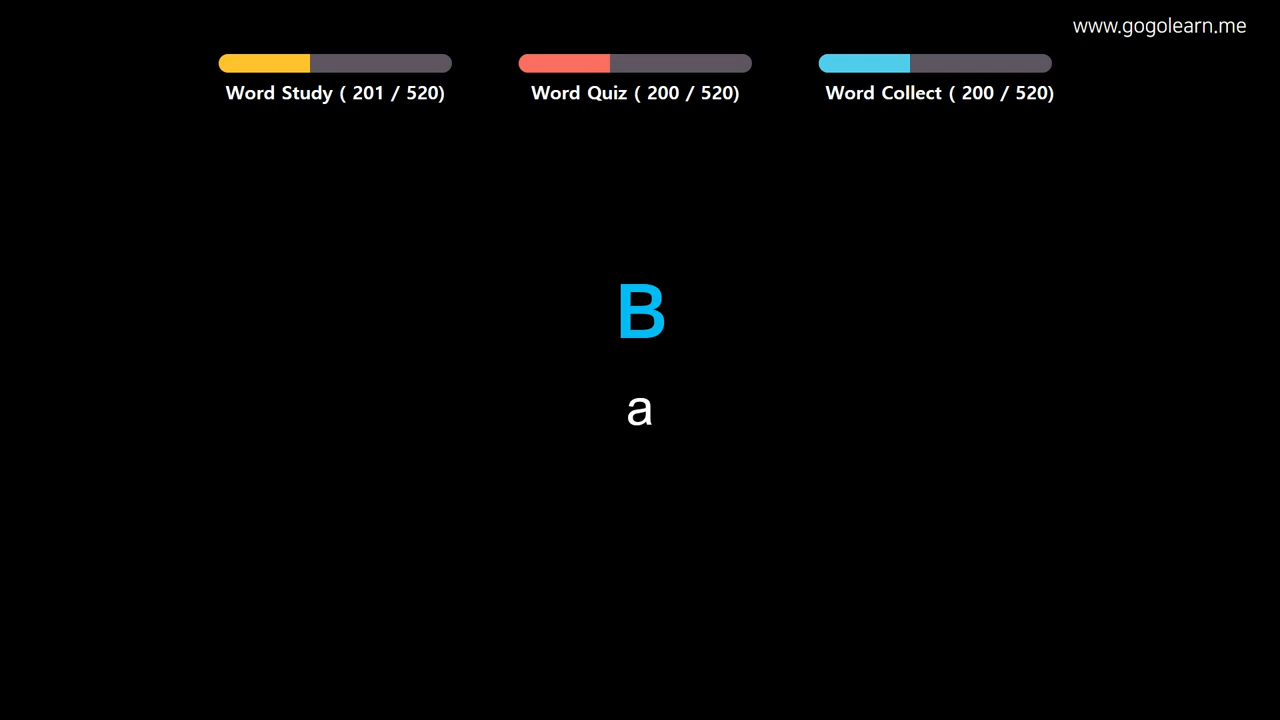 www.gogolearn.me
Word Study ( 201 / 520)
Word Quiz ( 200 / 520)
Word Collect ( 200 / 520)
B
a